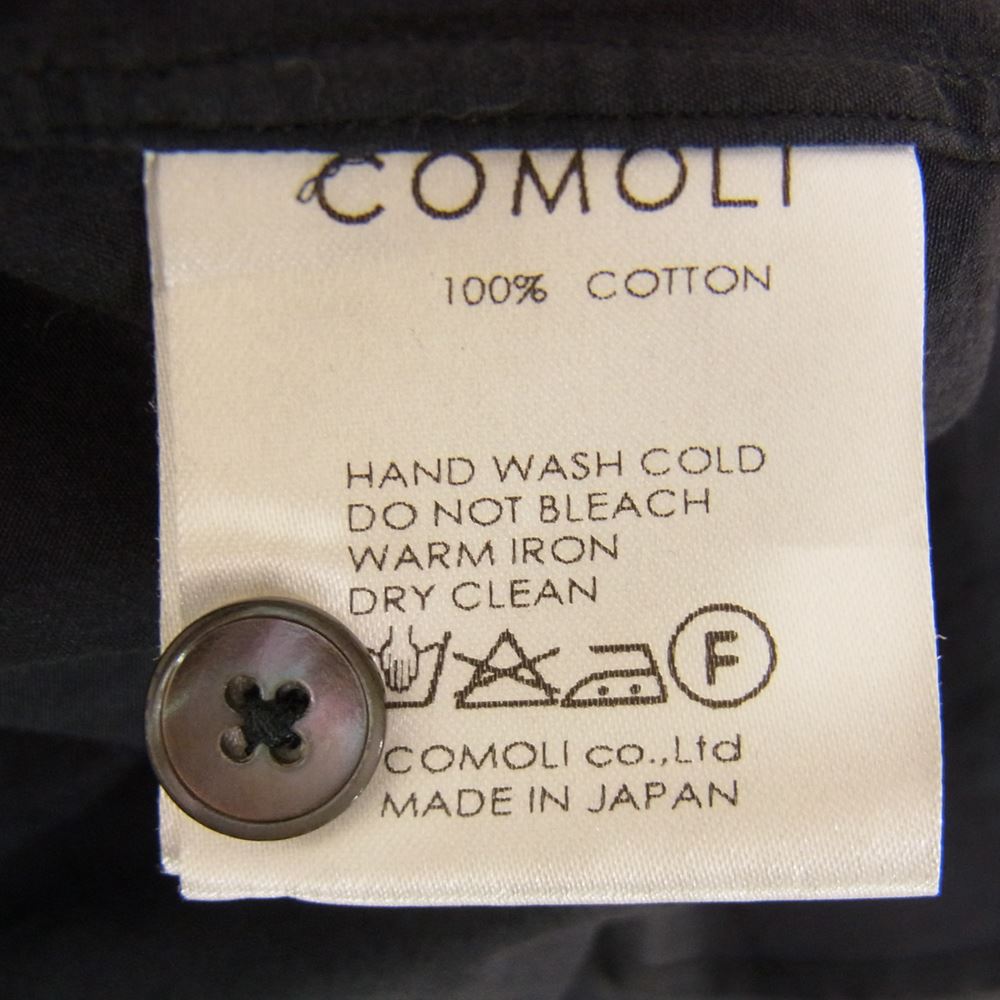 COMOLI
100% COTTON
HAND WASH COLD
DO NOT BLEACH
WARM IRON
DRY CLEAN
F
COMOLI co.,Ltd
MADE IN JAPAN